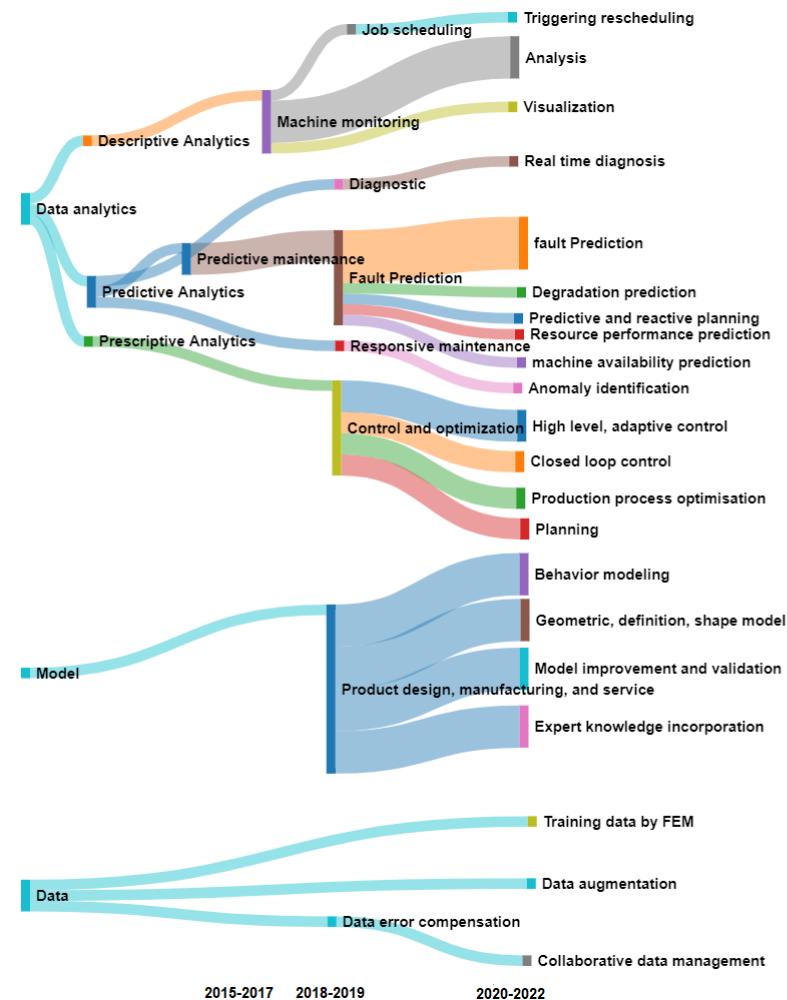 Triggering rescheduling
Job scheduling
Analysis
Visualization
Machine monitoring
Descriptive Analytics
Real time diagnosis
Diagnostic
Data analytics
fault Prediction
Predictive maintenance
Fault Prediction
Predictive Analytics
Degradation prediction
Predictive and reactive planning
Resource performance prediction
Prescriptive Analytics
Responsive maintenance
machine availability prediction
Anomaly identification
High level, adaptive control
Control and optimization
Closed loop control
Production process optimisation
Planning
Behavior modeling
Geometric, definition, shape model
Model improvement and validation
Model
Product design, manufacturing, and service
Expert knowledge incorporation
Training data by FEM
Data augmentation
Data
Data error compensation
Collaborative data management
2015-2017 2018-2019 2020-2022